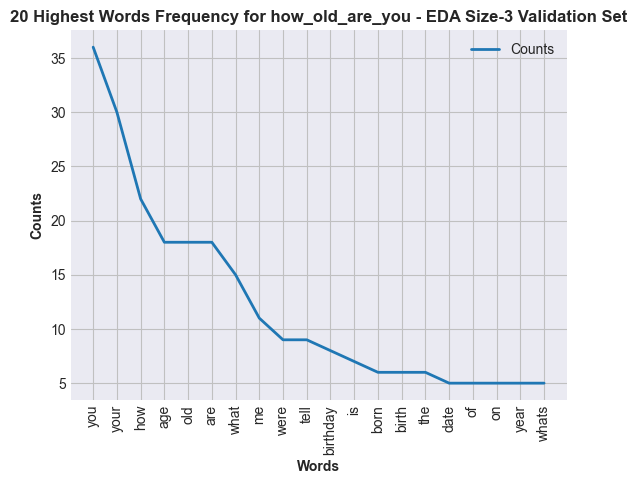 20 Highest Words Frequency for how_old_are_you - EDA Size-3 Validation Set
Counts
Counts
35
30
25
20
15
10
5
you
your
how
age
old
are
what
me
were
tell
birthday
is
born
birth
the
date
of
on
year
whats
Words